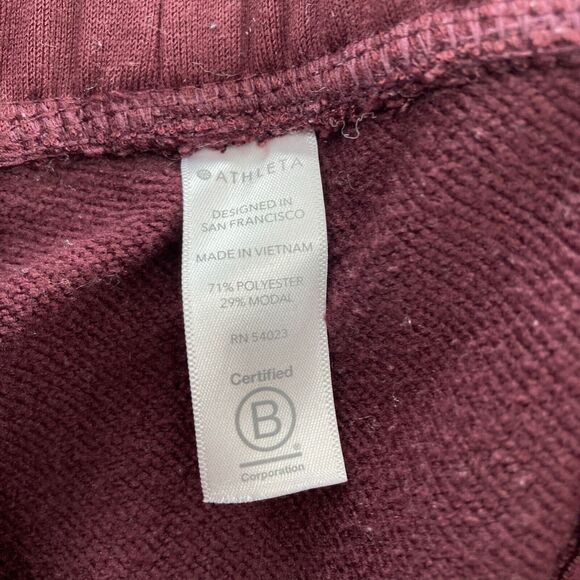 ATHLETA
DESIGNED IN
SAN FRANCISCO
MADE IN VIETNAM
71% POLYESTER
29% MODAL
RN 54023
Certified
B
®
Corporation